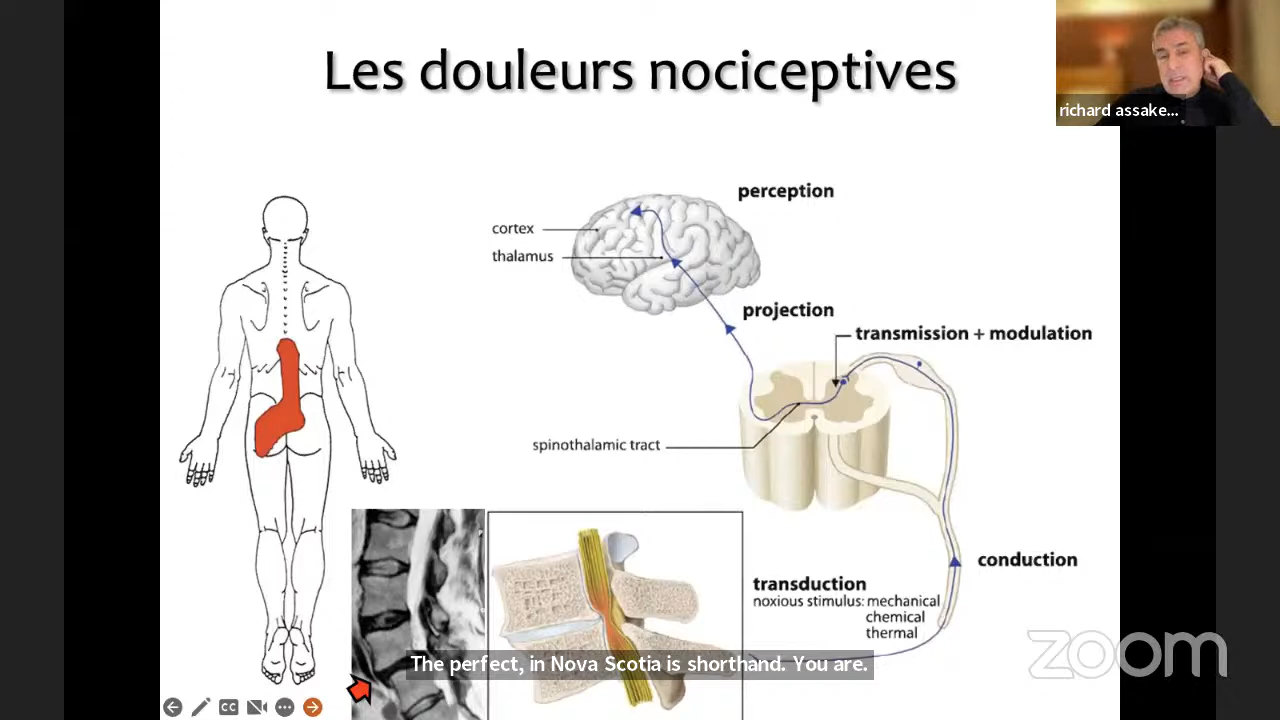 Les douleurs nociceptives
richard assake...
perception
cortex
thalamus
projection
transmission + modulation
spinothalamic tract
conduction
transduction
noxious stimulus: mechanical
chemical
thermal
zoom
The perfect, in Nova Scotia is shorthand. You are.
CC